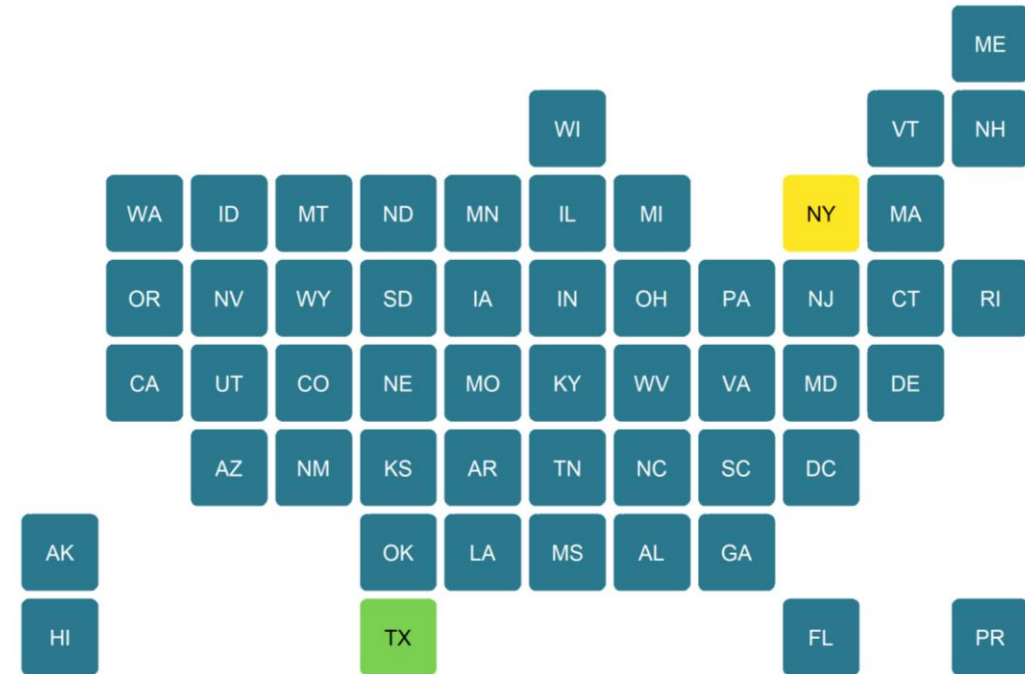 ME
WI VT NH
WA ID MT ND MN IL MI NY MA
OR NV WY SD IA IN OH PA NJ CT RI
CA UT CO NE MO KY WV VA MD DE
AZ NM KS AR TN NC SC DC
AK OK LA MS AL GA
HI TX FL PR